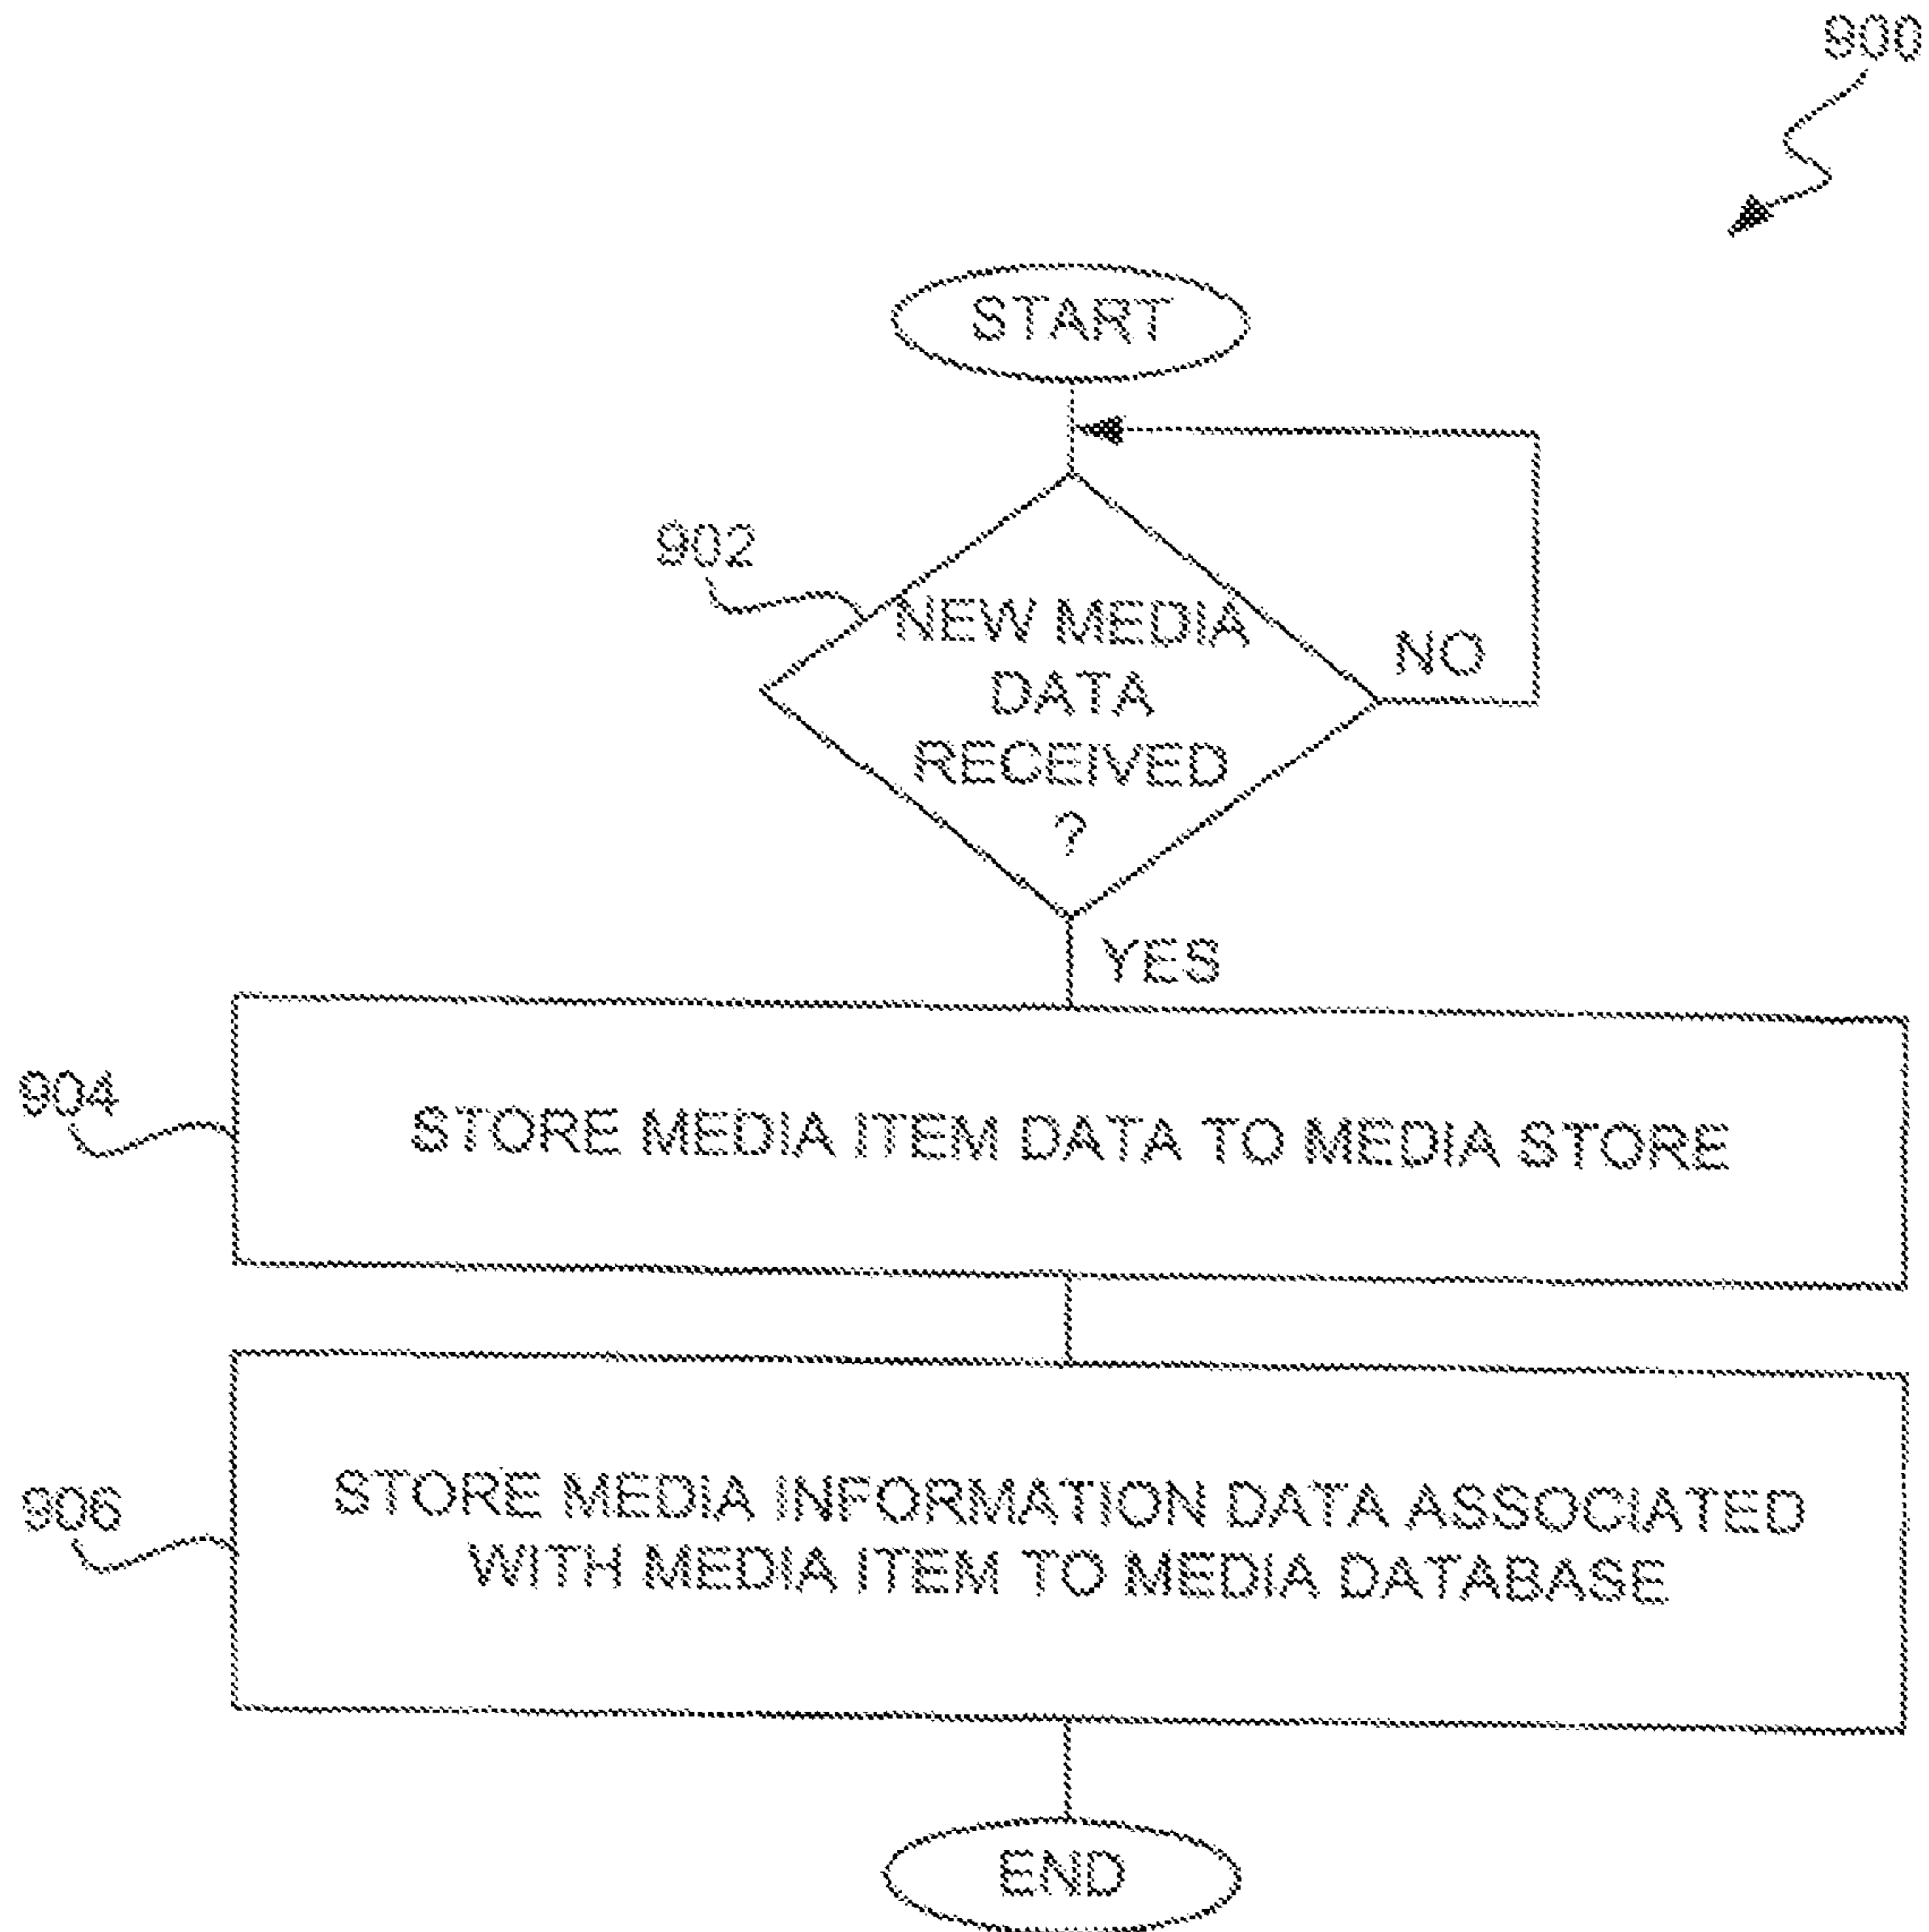 900
START
902
NEW MEDIA
DATA
RECEIVED
?
NO
YES
904
STORE MEDIA ITEM DATA TO MEDIA STORE
906
STORE MEDIA INFORMATION DATA ASSOCIATED
WITH MEDIA ITEM TO MEDIA DATABASE
END